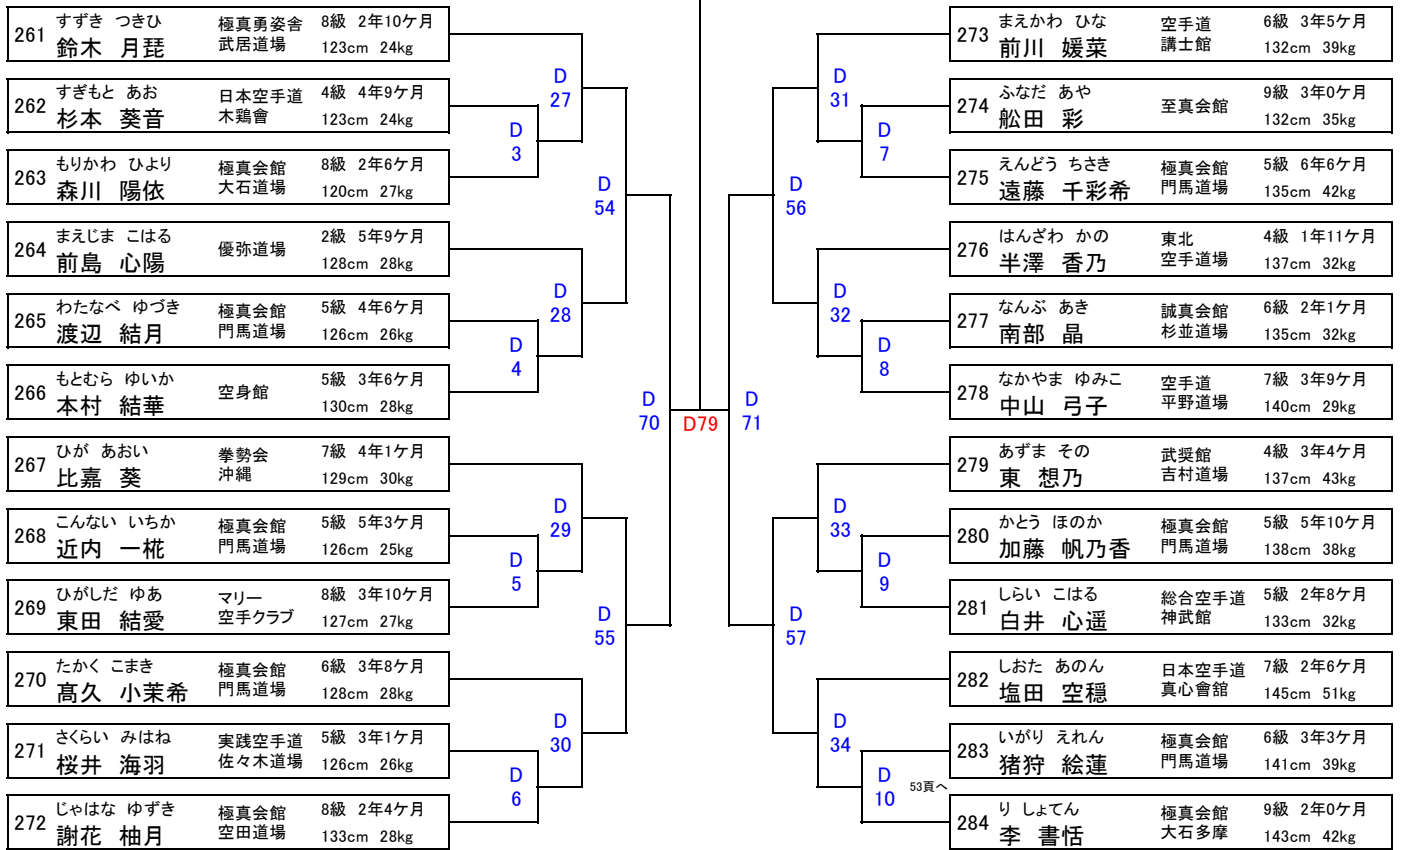 261 すずき つきひ 極真勇姿舎 8級 2年10ケ月
鈴木 月琵 武居道場 123cm 24kg
262 すぎもと あお 日本空手道 4級 4年9ケ月
杉本 葵音 木鶏會 123cm 24kg
263 もりかわ ひより 極真会館 8級 2年6ケ月
森川 陽依 大石道場 120cm 27kg
264 まえじま こはる 優弥道場 2級 5年9ケ月
前島 心陽 128cm 28kg
265 わたなべ ゆづき 極真会館 5級 4年6ケ月
渡辺 結月 門馬道場 126cm 26kg
266 もとむら ゆいか 空身館 5級 3年6ケ月
本村 結華 130cm 28kg
267 ひが あおい 拳勢会 7級 4年1ケ月
比嘉 葵 沖縄 129cm 30kg
268 こんない いちか 極真会館 5級 5年3ケ月
近内 一椛 門馬道場 126cm 25kg
269 ひがしだ ゆあ マリー 8級 3年10ケ月
東田 結愛 空手クラブ 127cm 27kg
270 たかく こまき 極真会館 6級 3年8ケ月
髙久 小茉希 門馬道場 128cm 28kg
271 さくらい みはね 実践空手道 5級 3年1ケ月
桜井 海羽 佐々木道場 126cm 26kg
272 じゃはな ゆずき 極真会館 8級 2年4ケ月
謝花 柚月 空田道場 133cm 28kg
D
27
D
3
D
54
D
28
D
4
D
70
D79
D
29
D
5
D
55
D
30
D
6
D
31
D
7
D
56
D
32
D
8
D
71
D
33
D
9
D
57
D
34
D
10
53頁へ
273 まえかわ ひな 空手道 6級 3年5ケ月
前川 媛菜 講士館 132cm 39kg
274 ふなだ あや 至真会館 9級 3年0ケ月
舩田 彩 132cm 35kg
275 えんどう ちさき 極真会館 5級 6年6ケ月
遠藤 千彩希 門馬道場 135cm 42kg
276 はんざわ かの 東北 4級 1年11ケ月
半澤 香乃 空手道場 137cm 32kg
277 なんぶ あき 誠真会館 6級 2年1ケ月
南部 晶 杉並道場 135cm 32kg
278 なかやま ゆみこ 空手道 7級 3年9ケ月
中山 弓子 平野道場 140cm 29kg
279 あずま その 武奨館 4級 3年4ケ月
東 想乃 吉村道場 137cm 43kg
280 かとう ほのか 極真会館 5級 5年10ケ月
加藤 帆乃香 門馬道場 138cm 38kg
281 しらい こはる 総合空手道 5級 2年8ケ月
白井 心遥 神武館 133cm 32kg
282 しおた あのん 日本空手道 7級 2年6ケ月
塩田 空穏 真心會舘 145cm 51kg
283 いがり えれん 極真会館 6級 3年3ケ月
猪狩 絵蓮 門馬道場 141cm 39kg
284 り しょてん 極真会館 9級 2年0ケ月
李 書恬 大石多摩 143cm 42kg